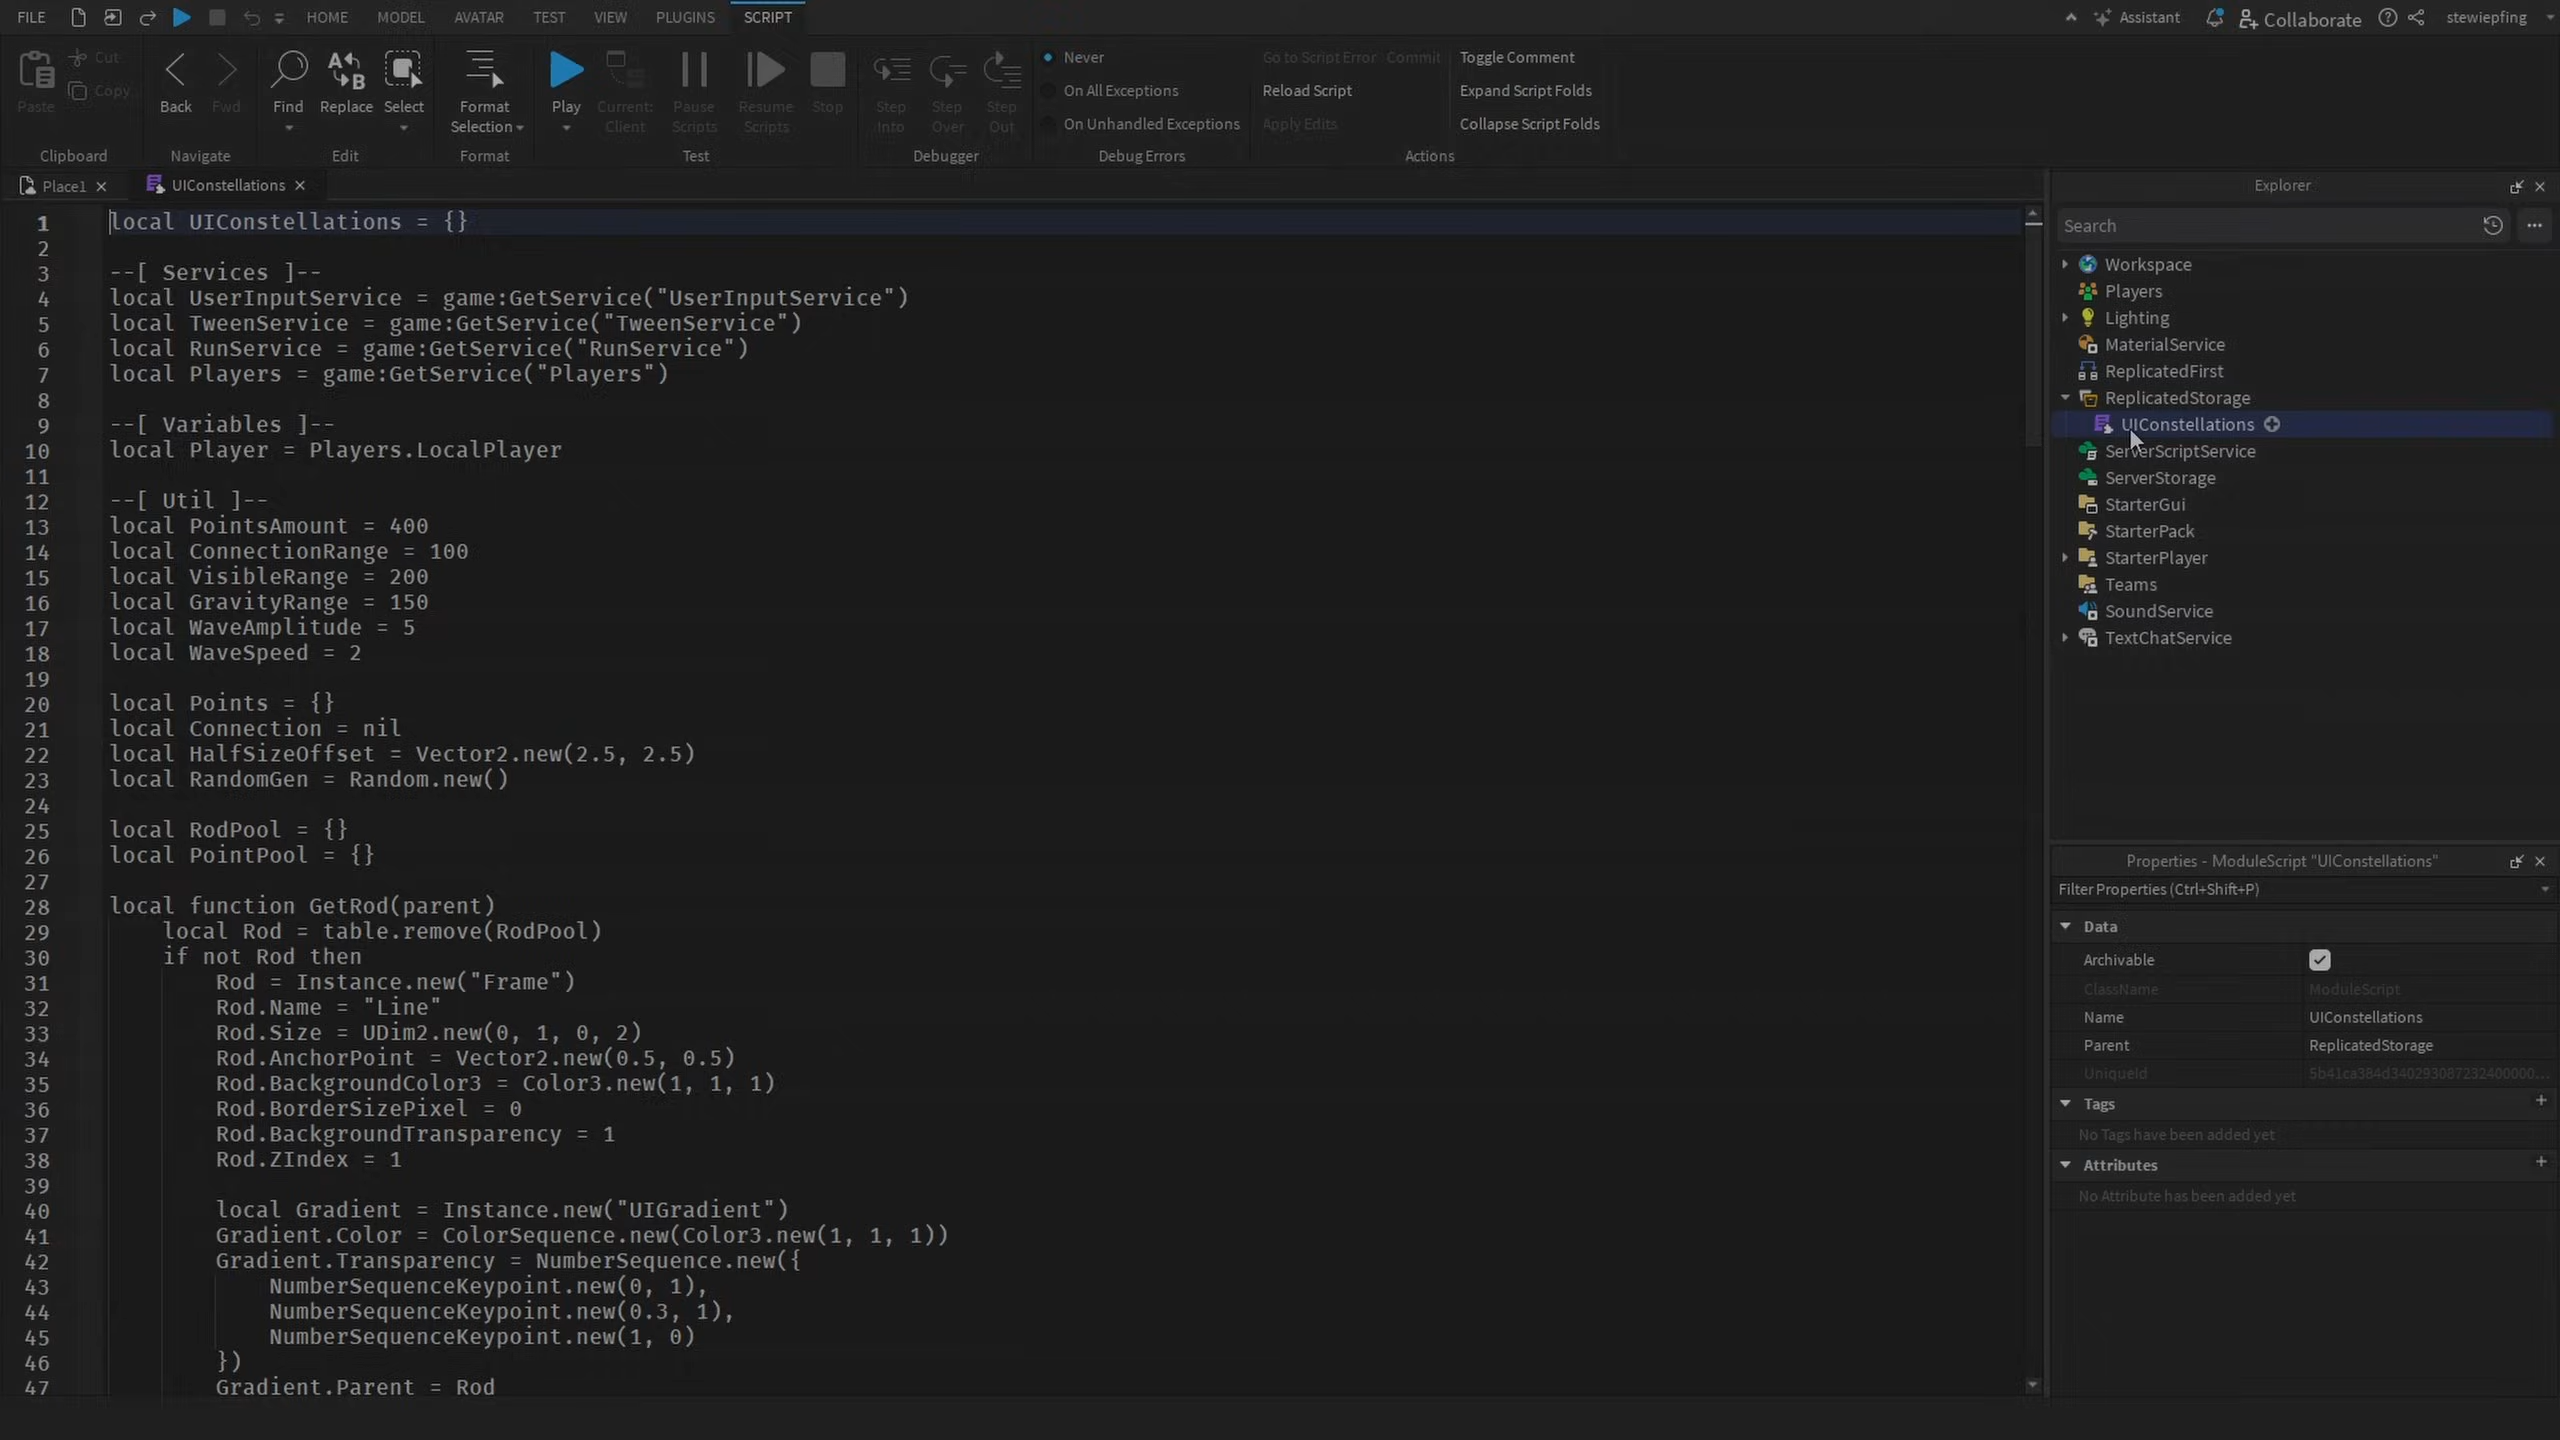 FILE HOME MODEL AVATAR TEST VIEW PLUGINS SCRIPT Assistant Collaborate stewiepfing
Paste Cut Copy Back Fwd Find Replace Select Format Selection Play Current: Client Pause Scripts Resume Scripts Stop Step Into Step Over Step Out
Never Go to Script Error Commit Toggle Comment
On All Exceptions Reload Script Expand Script Folds
On Unhandled Exceptions Apply Edits Collapse Script Folds
Clipboard Navigate Edit Format Test Debugger Debug Errors Actions
Place1 UIConstellations
1 local UIConstellations = {}
2
3 --[ Services ]--
4 local UserInputService = game:GetService("UserInputService")
5 local TweenService = game:GetService("TweenService")
6 local RunService = game:GetService("RunService")
7 local Players = game:GetService("Players")
8
9 --[ Variables ]--
10 local Player = Players.LocalPlayer
11
12 --[ Util ]--
13 local PointsAmount = 400
14 local ConnectionRange = 100
15 local VisibleRange = 200
16 local GravityRange = 150
17 local WaveAmplitude = 5
18 local WaveSpeed = 2
19
20 local Points = {}
21 local Connection = nil
22 local HalfSizeOffset = Vector2.new(2.5, 2.5)
23 local RandomGen = Random.new()
24
25 local RodPool = {}
26 local PointPool = {}
27
28 local function GetRod(parent)
29 local Rod = table.remove(RodPool)
30 if not Rod then
31 Rod = Instance.new("Frame")
32 Rod.Name = "Line"
33 Rod.Size = UDim2.new(0, 1, 0, 2)
34 Rod.AnchorPoint = Vector2.new(0.5, 0.5)
35 Rod.BackgroundColor3 = Color3.new(1, 1, 1)
36 Rod.BorderSizePixel = 0
37 Rod.BackgroundTransparency = 1
38 Rod.ZIndex = 1
39
40 local Gradient = Instance.new("UIGradient")
41 Gradient.Color = ColorSequence.new(Color3.new(1, 1, 1))
42 Gradient.Transparency = NumberSequence.new({
43 NumberSequenceKeypoint.new(0, 1),
44 NumberSequenceKeypoint.new(0.3, 1),
45 NumberSequenceKeypoint.new(1, 0)
46 })
47 Gradient.Parent = Rod
Explorer
Search
Workspace
Players
Lighting
MaterialService
ReplicatedFirst
ReplicatedStorage
UIConstellations
ServerScriptService
ServerStorage
StarterGui
StarterPack
StarterPlayer
Teams
SoundService
TextChatService
Properties - ModuleScript "UIConstellations"
Filter Properties (Ctrl+Shift+P)
Data
Archivable
ClassName ModuleScript
Name UIConstellations
Parent ReplicatedStorage
UniqueId 5b41ca384d340293087232400000...
Tags
No Tags have been added yet
Attributes
No Attribute has been added yet